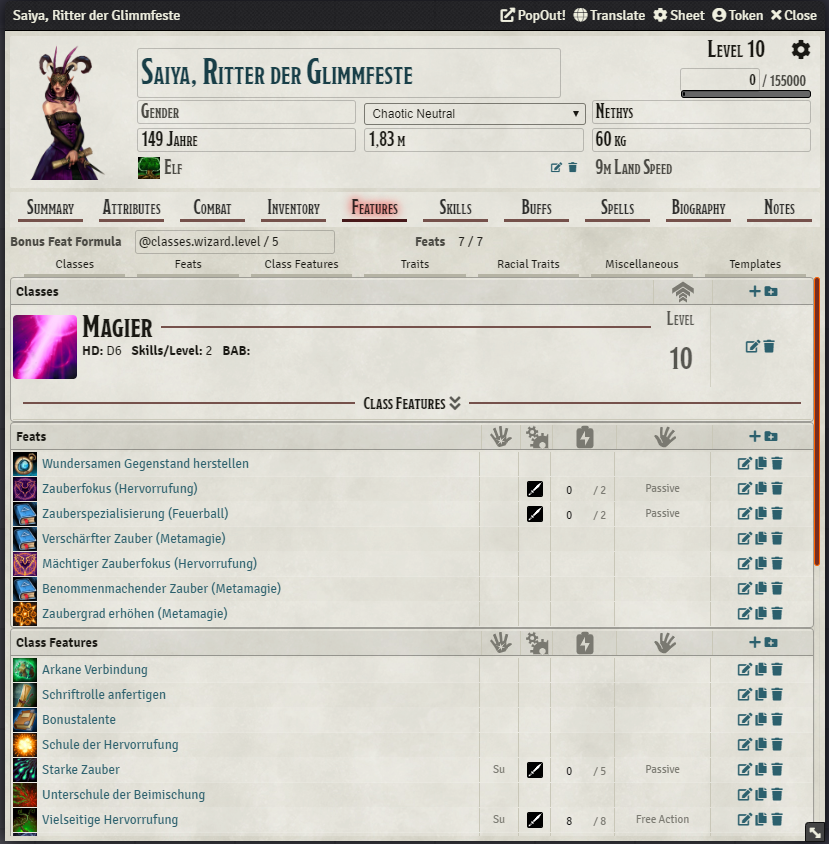 Saiya, Ritter der Glimmfeste PopOut! Translate Sheet Token Close
Level 10
Saiya, Ritter der Glimmfeste
0 / 155000
Gender Chaotic Neutral Nethys
149 Jahre 1,83 m 60 kg
Elf 9m Land Speed
Summary Attributes Combat Inventory Features Skills Buffs Spells Biography Notes
Bonus Feat Formula @classes.wizard.level / 5 Feats 7 / 7
Classes Feats Class Features Traits Racial Traits Miscellaneous Templates
Classes
Magier Level
HD: D6 Skills/Level: 2 BAB: 10
Class Features
Feats
Wundersamen Gegenstand herstellen
Zauberfokus (Hervorrufung) 0 / 2 Passive
Zauberspezialisierung (Feuerball) 0 / 2 Passive
Verschärfter Zauber (Metamagie)
Mächtiger Zauberfokus (Hervorrufung)
Benommenmachender Zauber (Metamagie)
Zaubergrad erhöhen (Metamagie)
Class Features
Arkane Verbindung
Schriftrolle anfertigen
Bonustalente
Schule der Hervorrufung
Starke Zauber Su 0 / 5 Passive
Unterschule der Beimischung
Vielseitige Hervorrufung Su 8 / 8 Free Action